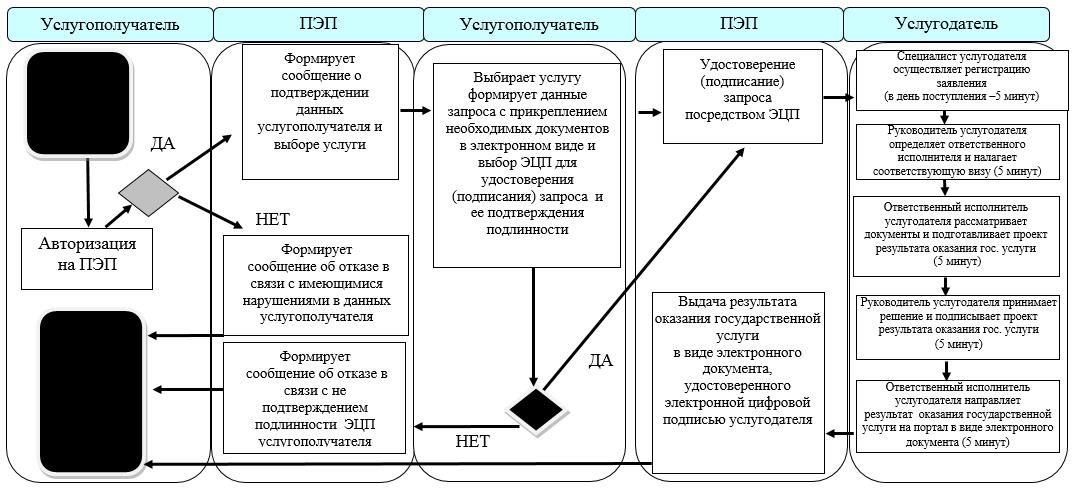 Услугополучатель
ПЭП
Услугополучатель
ПЭП
Услугодатель
Авторизация
на ПЭП
ДА
НЕТ
Формирует
сообщение о
подтверждении
данных
услугополучателя и
выборе услуги
Формирует
сообщение об отказе в
связи с имеющимися
нарушениями в данных
услугополучателя
Формирует
сообщение об отказе в
связи с не
подтверждением
подлинности ЭЦП
услугополучателя
Выбирает услугу
формирует данные
запроса с прикреплением
необходимых документов
в электронном виде и
выбор ЭЦП для
удостоверения
(подписания) запроса и
ее подтверждения
подлинности
ДА
НЕТ
Удостоверение
(подписание)
запроса
посредством ЭЦП
Выдача результата
оказания государственной
услуги
в виде электронного
документа,
удостоверенного
электронной цифровой
подписью услугодателя
Специалист услугодателя
осуществляет регистрацию
заявления
(в день поступления –5 минут)
Руководитель услугодателя
определяет ответственного
исполнителя и налагает
соответствующую визу (5 минут)
Ответственный исполнитель
услугодателя рассматривает
документы и подготавливает проект
результата оказания гос. услуги
(5 минут)
Руководитель услугодателя принимает
решение и подписывает проект
результата оказания гос. услуги
(5 минут)
Ответственный исполнитель
услугодателя направляет
результат оказания государственной
услуги на портал в виде электронного
документа (5 минут)